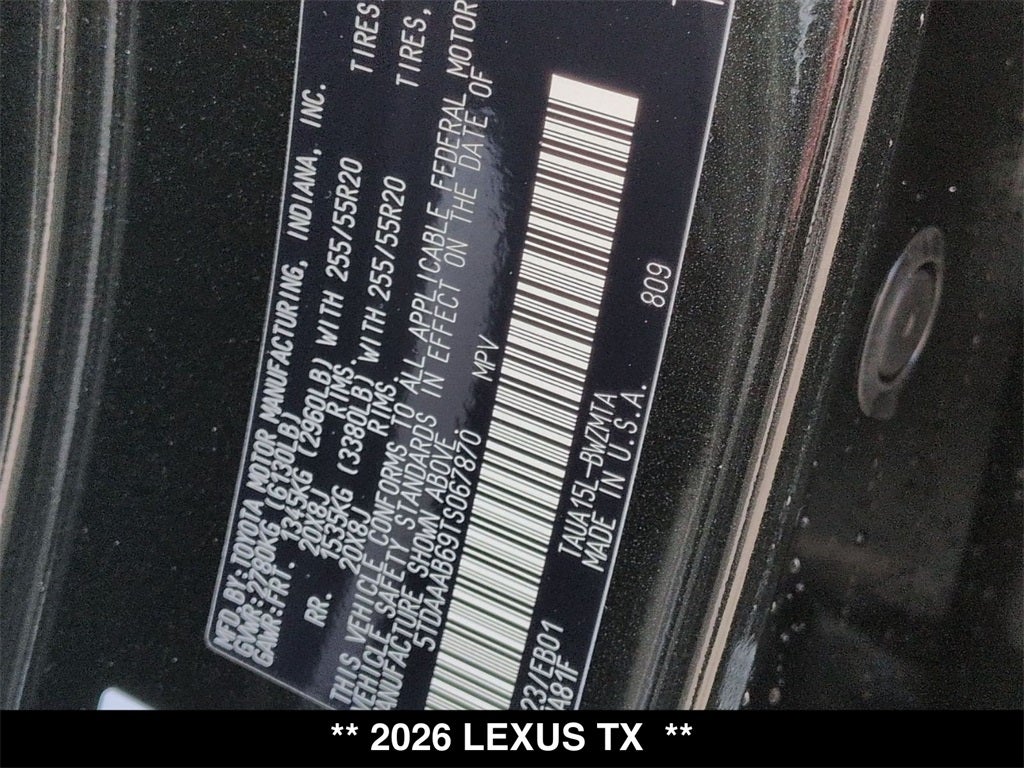 MFD. BY: TOYOTA MOTOR MANUFACTURING, INDIANA, INC.
GVWR: 2780KG (6130LB)
GAWR: FRT. 1345KG (2960LB) WITH 255/55R20 TIRES,
20X8J RIMS.
RR. 1535KG (3380LB) WITH 255/55R20 TIRES,
20X8J RIMS.
THIS VEHICLE CONFORMS TO ALL APPLICABLE FEDERAL MOTOR
VEHICLE SAFETY STANDARDS IN EFFECT ON THE DATE OF
MANUFACTURE SHOWN ABOVE.
5TDAAAB69TS067870 MPV
23/EB01 TAUA15L-BWZMTA 809
A81F MADE IN U.S.A.
** 2026 LEXUS TX **